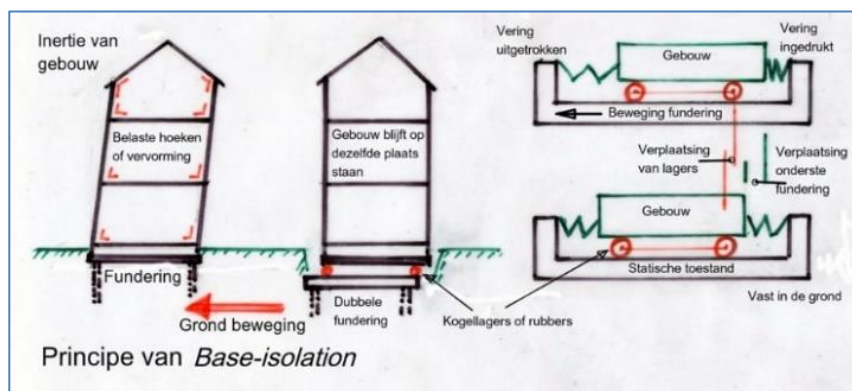 Inertie van
gebouw
Belaste hoeken
of vervorming
Fundering
Grond beweging
Gebouw blijft op
dezelfde plaats
staan
Dubbele
fundering
Kogellagers of rubbers
Principe van Base-isolation
Vering
uitgetrokken
Vering
ingedrukt
Gebouw
Beweging fundering
Verplaatsing
van lagers
Verplaatsing
onderste
fundering
Gebouw
Statische toestand
Vast in de grond